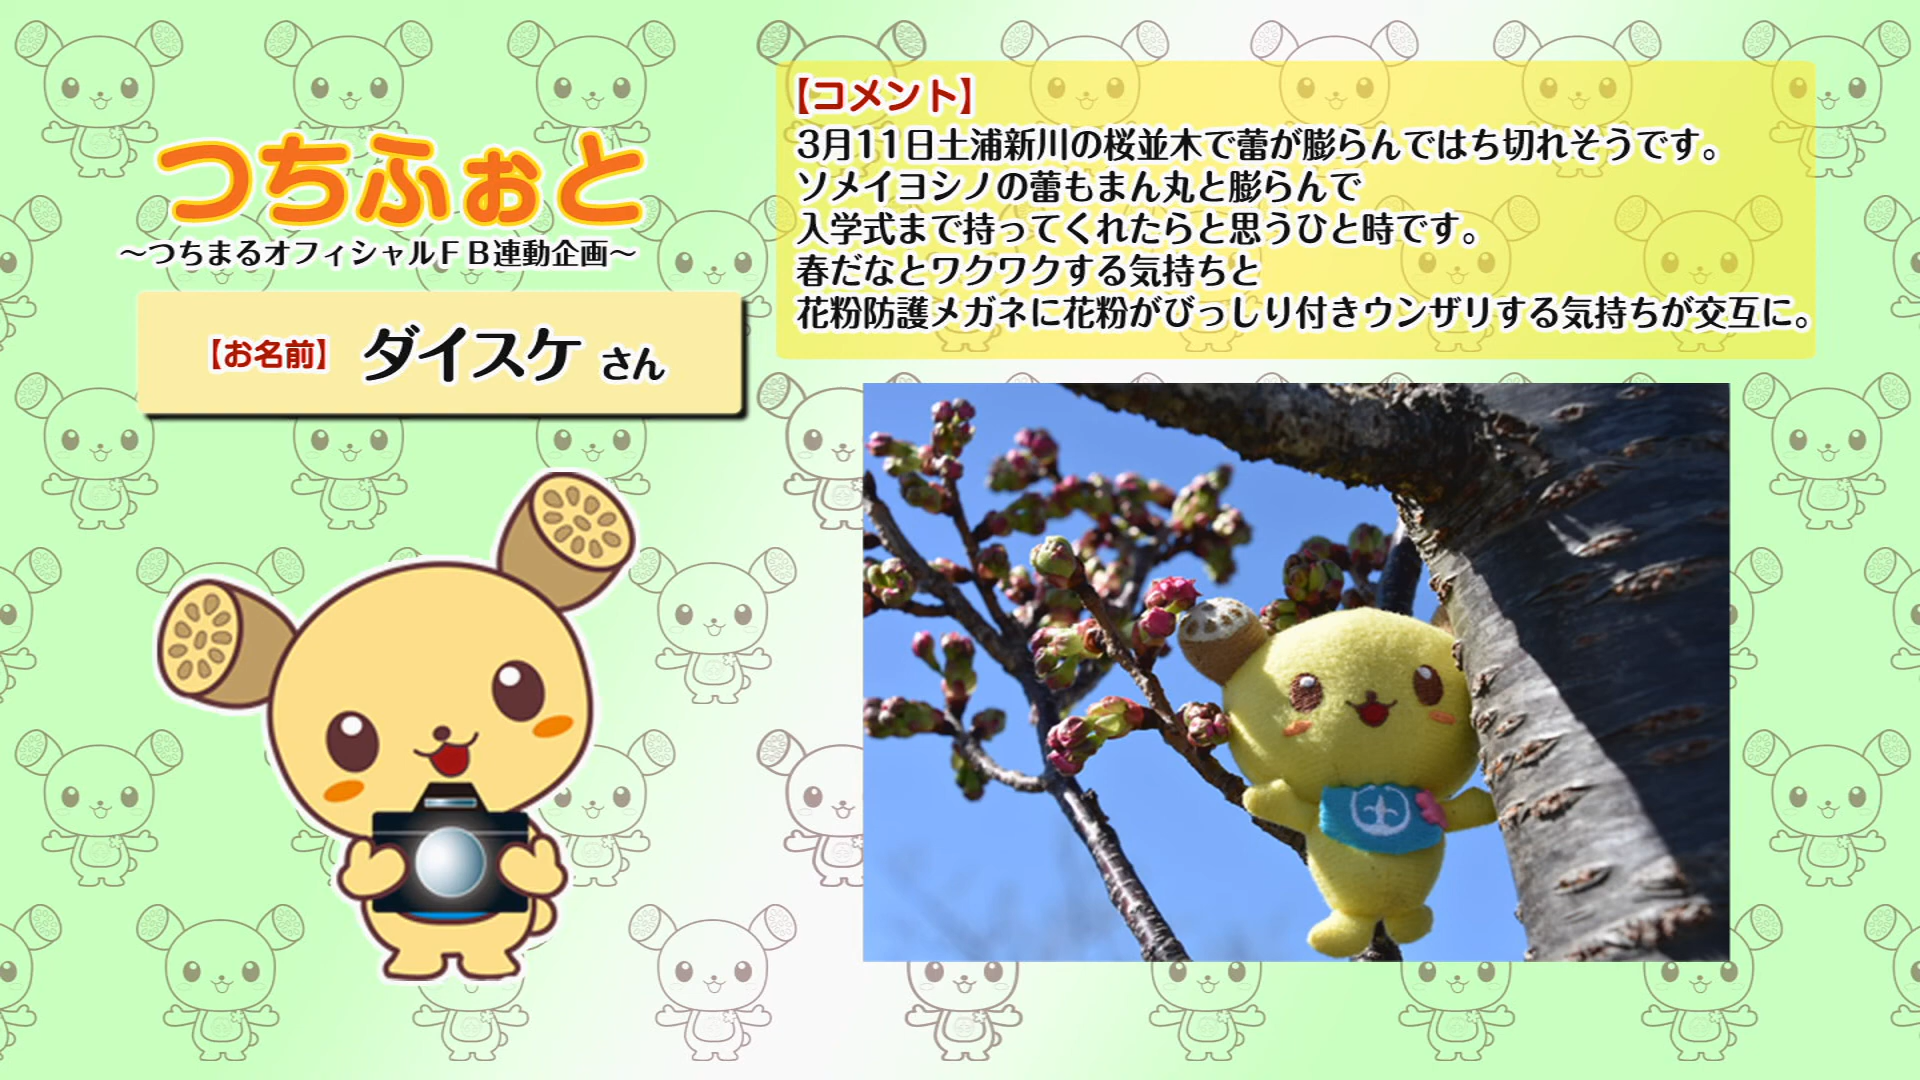 つちふぉと
～つちまるオフィシャルＦＢ連動企画～
【お名前】 ダイスケ さん
【コメント】
3月11日土浦新川の桜並木で蕾が膨らんではち切れそうです。
ソメイヨシノの蕾もまん丸と膨らんで
入学式まで持ってくれたらと思うひと時です。
春だなとワクワクする気持ちと
花粉防護メガネに花粉がびっしり付きウンザリする気持ちが交互に。